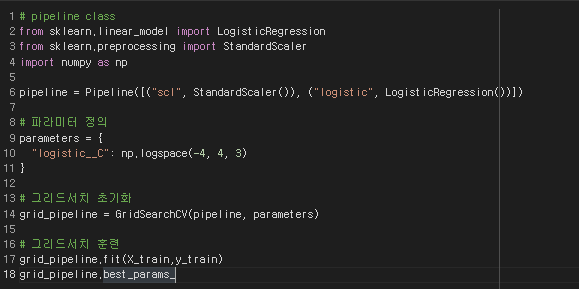 1 # pipeline class
2 from sklearn.linear_model import LogisticRegression
3 from sklearn.preprocessing import StandardScaler
4 import numpy as np
5
6 pipeline = Pipeline([("scl", StandardScaler()), ("logistic", LogisticRegression())])
7
8 # 파라미터 정의
9 parameters = {
10   "logistic__C": np.logspace(-4, 4, 3)
11 }
12
13 # 그리드서치 초기화
14 grid_pipeline = GridSearchCV(pipeline, parameters)
15
16 # 그리드서치 훈련
17 grid_pipeline.fit(X_train,y_train)
18 grid_pipeline.best_params_